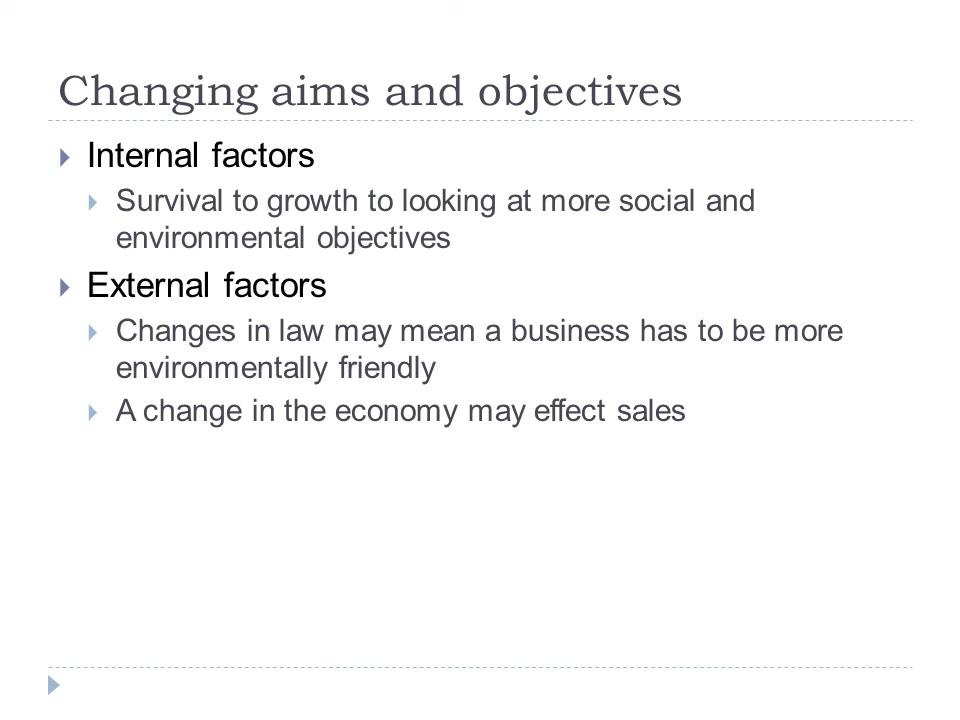 Changing aims and objectives
Internal factors
Survival to growth to looking at more social and
environmental objectives
External factors
Changes in law may mean a business has to be more
environmentally friendly
A change in the economy may effect sales